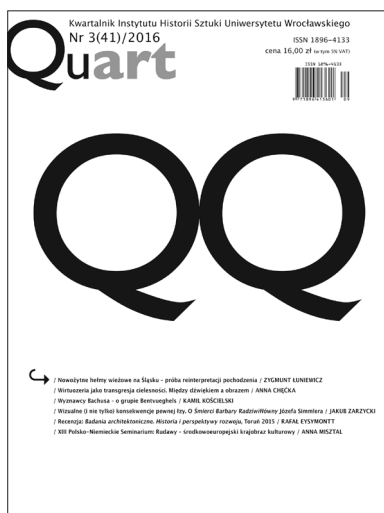 Kwartalnik Instytutu Historii Sztuki Uniwersytetu Wrocławskiego
Nr 3(41)/2016
ISSN 1896-4133
cena 16,00 zł (w tym 5% VAT)
Quart
ISSN 1896-4133
9771896413601
09
QQ
/ Nowożytne hełmy wieżowe na Śląsku – próba reinterpretacji pochodzenia / ZYGMUNT ŁUNIEWICZ
/ Wirtuozeria jako transgresja cielesności. Między dźwiękiem a obrazem / ANNA CHĘĆKA
/ Wyznawcy Bachusa – o grupie Bentvueghels / KAMIL KOŚCIELSKI
/ Wizualne (i nie tylko) konsekwencje pewnej łzy. O Śmierci Barbary Radziwiłłówny Józefa Simmlera / JAKUB ZARZYCKI
/ Recenzja: Badania architektoniczne. Historia i perspektywy rozwoju, Toruń 2015 / RAFAŁ EYSYMONTT
/ XIII Polsko-Niemieckie Seminarium: Rudawy – środkowoeuropejski krajobraz kulturowy / ANNA MISZTAL